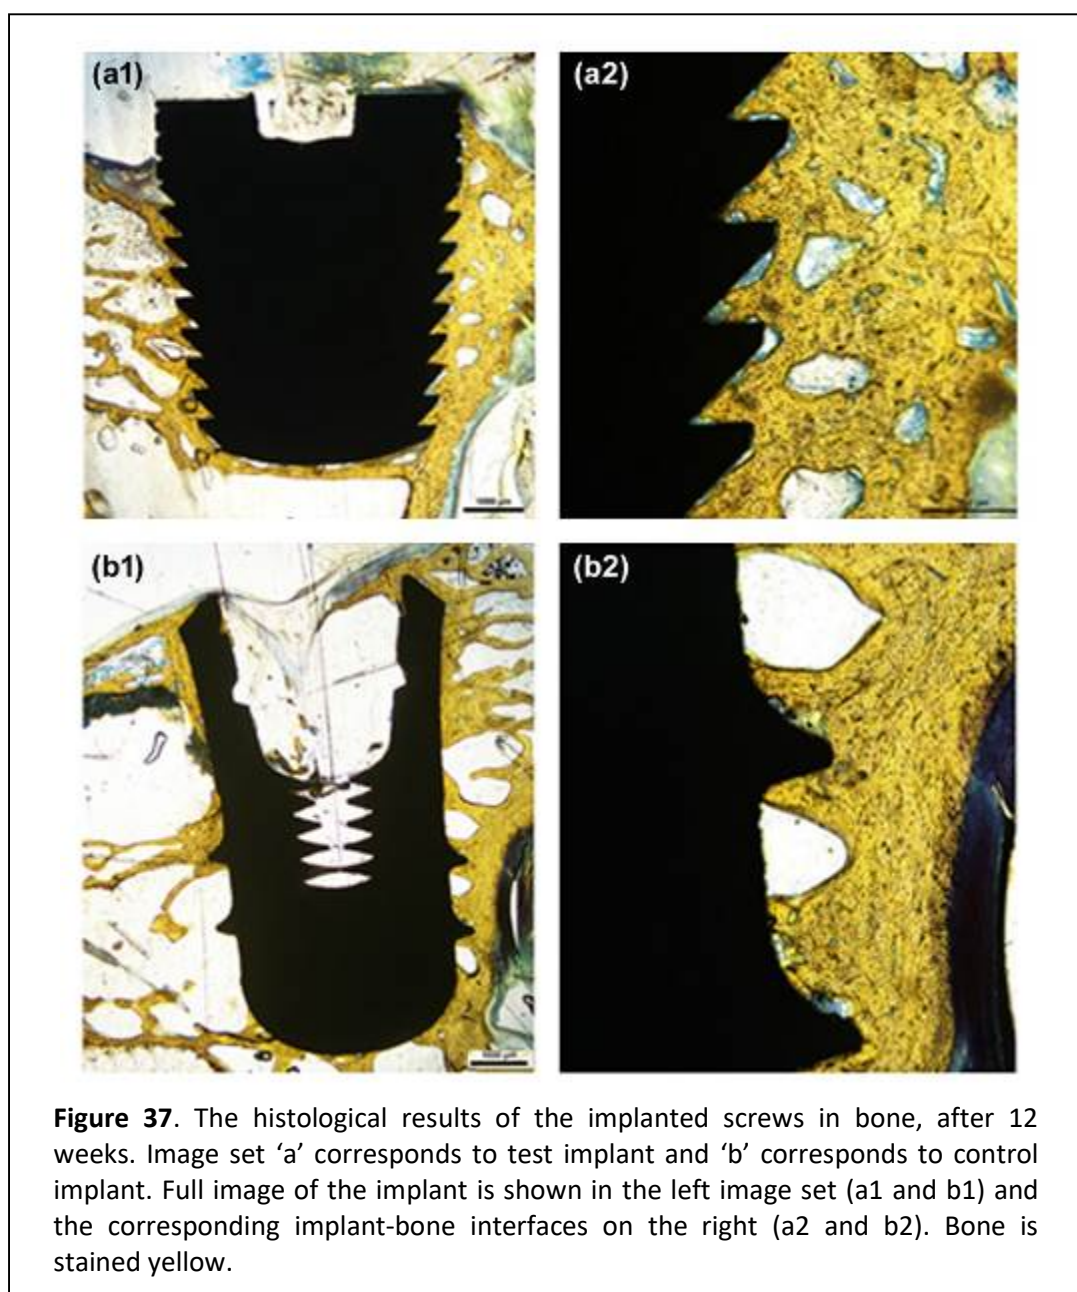 (a1)
(a2)
(b1)
(b2)
Figure 37. The histological results of the implanted screws in bone, after 12
weeks. Image set ‘a’ corresponds to test implant and ‘b’ corresponds to control
implant. Full image of the implant is shown in the left image set (a1 and b1) and
the corresponding implant-bone interfaces on the right (a2 and b2). Bone is
stained yellow.